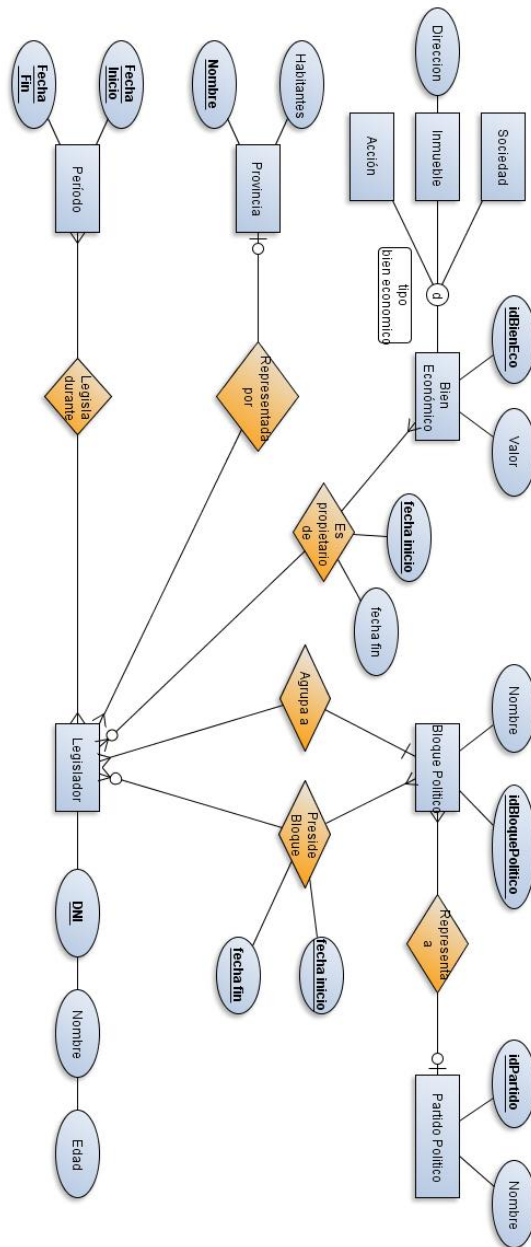 Sociedad
idBienEco
Valor
Nombre
idBloquePolítico
idPartido
Nombre
Direccion
Inmueble
d
Bien
Económico
Bloque Político
Representa
a
Partido Político
Acción
tipo
bien economico
fecha inicio
fecha fin
Es
propietario
de
Agrupa a
Preside
Bloque
fecha inicio
fecha fin
Habitantes
Nombre
Provincia
Representada
por
Fecha
Inicio
Fecha
Fin
Período
Legisla
durante
Legislador
DNI
Nombre
Edad